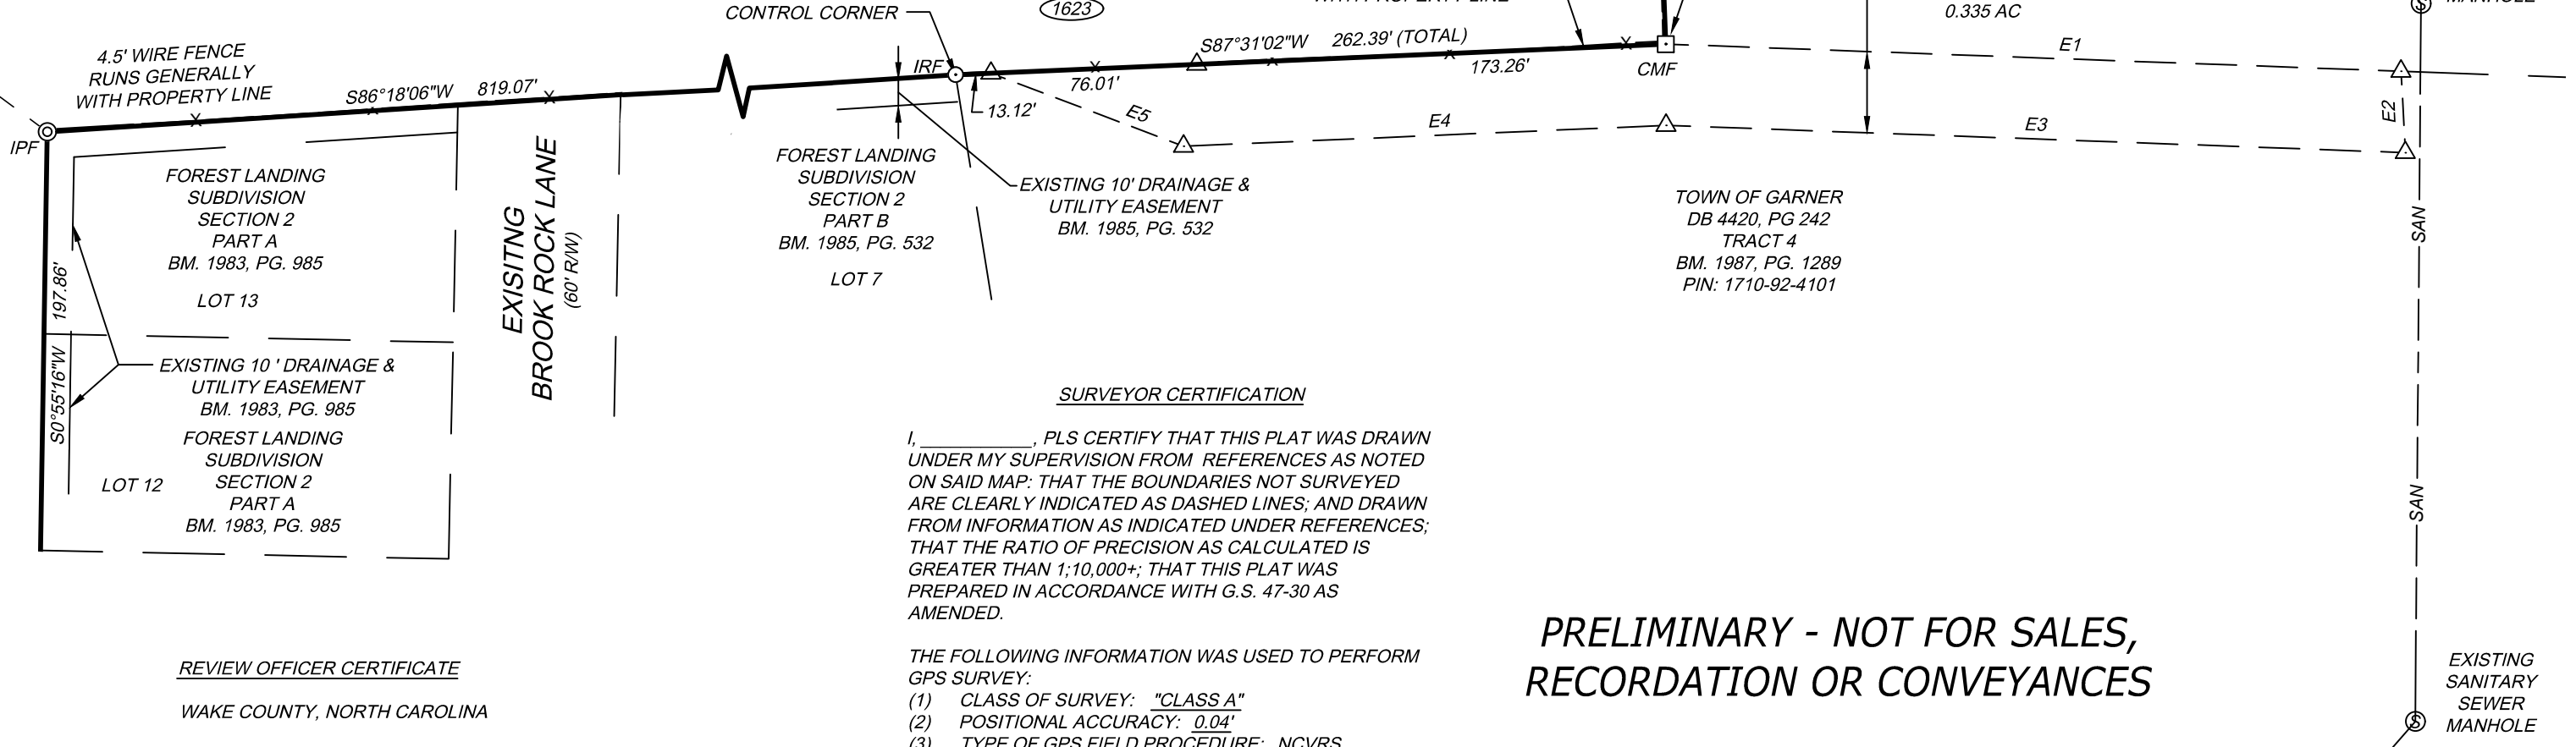 CONTROL CORNER
1623
0.335 AC
4.5' WIRE FENCE
RUNS GENERALLY
WITH PROPERTY LINE
S86°18'06"W 819.07'
IRF
S87°31'02"W 262.39' (TOTAL)
76.01'
173.26'
13.12'
CMF
E1
E2
E3
E4
E5
IPF
FOREST LANDING
SUBDIVISION
SECTION 2
PART A
BM. 1983, PG. 985
LOT 13
197.86'
S0°55'16"W
EXISITNG
BROOK ROCK LANE
(60' R/W)
FOREST LANDING
SUBDIVISION
SECTION 2
PART B
BM. 1985, PG. 532
LOT 7
EXISTING 10' DRAINAGE &
UTILITY EASEMENT
BM. 1985, PG. 532
TOWN OF GARNER
DB 4420, PG 242
TRACT 4
BM. 1987, PG. 1289
PIN: 1710-92-4101
SAN
SAN
EXISTING 10 ' DRAINAGE &
UTILITY EASEMENT
BM. 1983, PG. 985
FOREST LANDING
SUBDIVISION
SECTION 2
PART A
BM. 1983, PG. 985
LOT 12
SURVEYOR CERTIFICATION
I, ___________, PLS CERTIFY THAT THIS PLAT WAS DRAWN
UNDER MY SUPERVISION FROM REFERENCES AS NOTED
ON SAID MAP: THAT THE BOUNDARIES NOT SURVEYED
ARE CLEARLY INDICATED AS DASHED LINES; AND DRAWN
FROM INFORMATION AS INDICATED UNDER REFERENCES;
THAT THE RATIO OF PRECISION AS CALCULATED IS
GREATER THAN 1;10,000+; THAT THIS PLAT WAS
PREPARED IN ACCORDANCE WITH G.S. 47-30 AS
AMENDED.
THE FOLLOWING INFORMATION WAS USED TO PERFORM
GPS SURVEY:
(1) CLASS OF SURVEY: "CLASS A"
(2) POSITIONAL ACCURACY: 0.04'
(3) TYPE OF GPS FIELD PROCEDURE: NCVRS
REVIEW OFFICER CERTIFICATE
WAKE COUNTY, NORTH CAROLINA
PRELIMINARY - NOT FOR SALES,
RECORDATION OR CONVEYANCES
S
MANHOLE
EXISTING
SANITARY
SEWER
MANHOLE
S